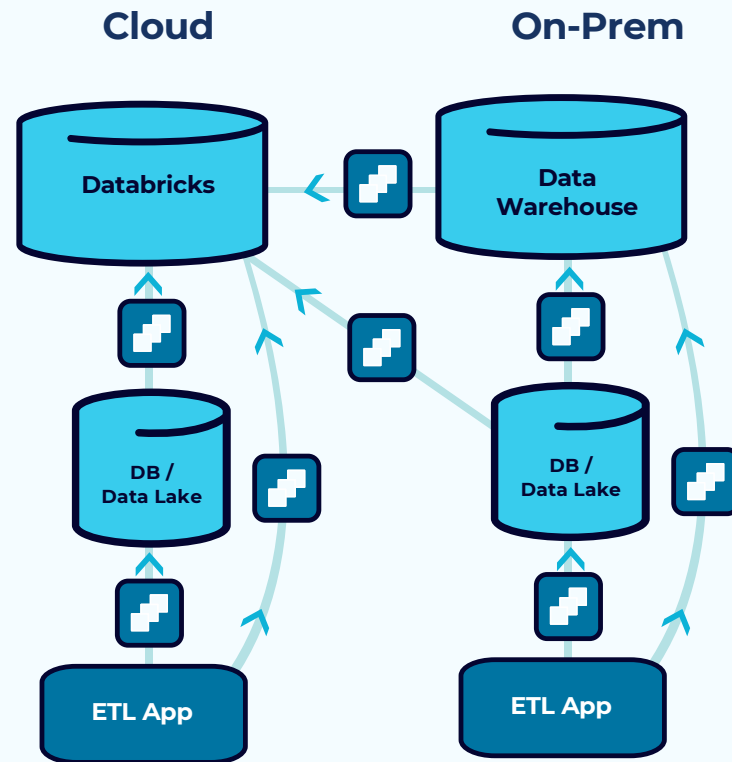 Cloud
On-Prem
Databricks
Data
Warehouse
DB /
Data Lake
DB /
Data Lake
ETL App
ETL App